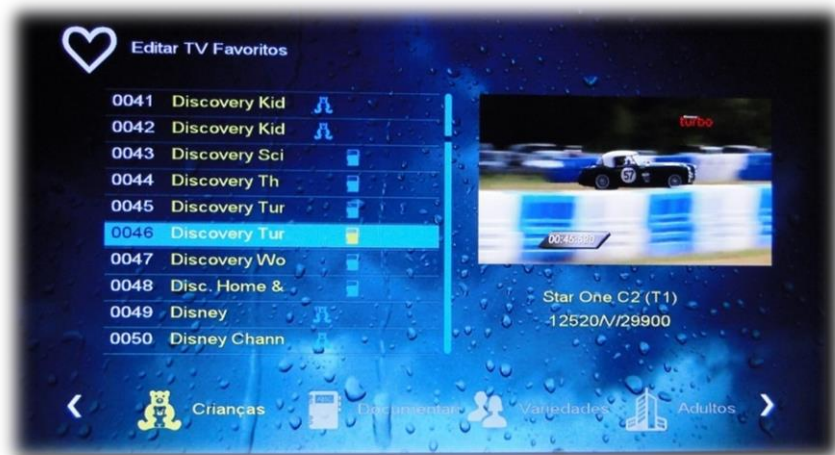 Editar TV Favoritos
0041 Discovery Kid
0042 Discovery Kid
0043 Discovery Sci
0044 Discovery Th
0045 Discovery Tur
0046 Discovery Tur
0047 Discovery Wo
0048 Disc. Home &
0049 Disney
0050 Disney Chann
turbo
57
Star One C2 (T1)
12520/V/29900
Crianças
Documentar
Variedades
Adultos